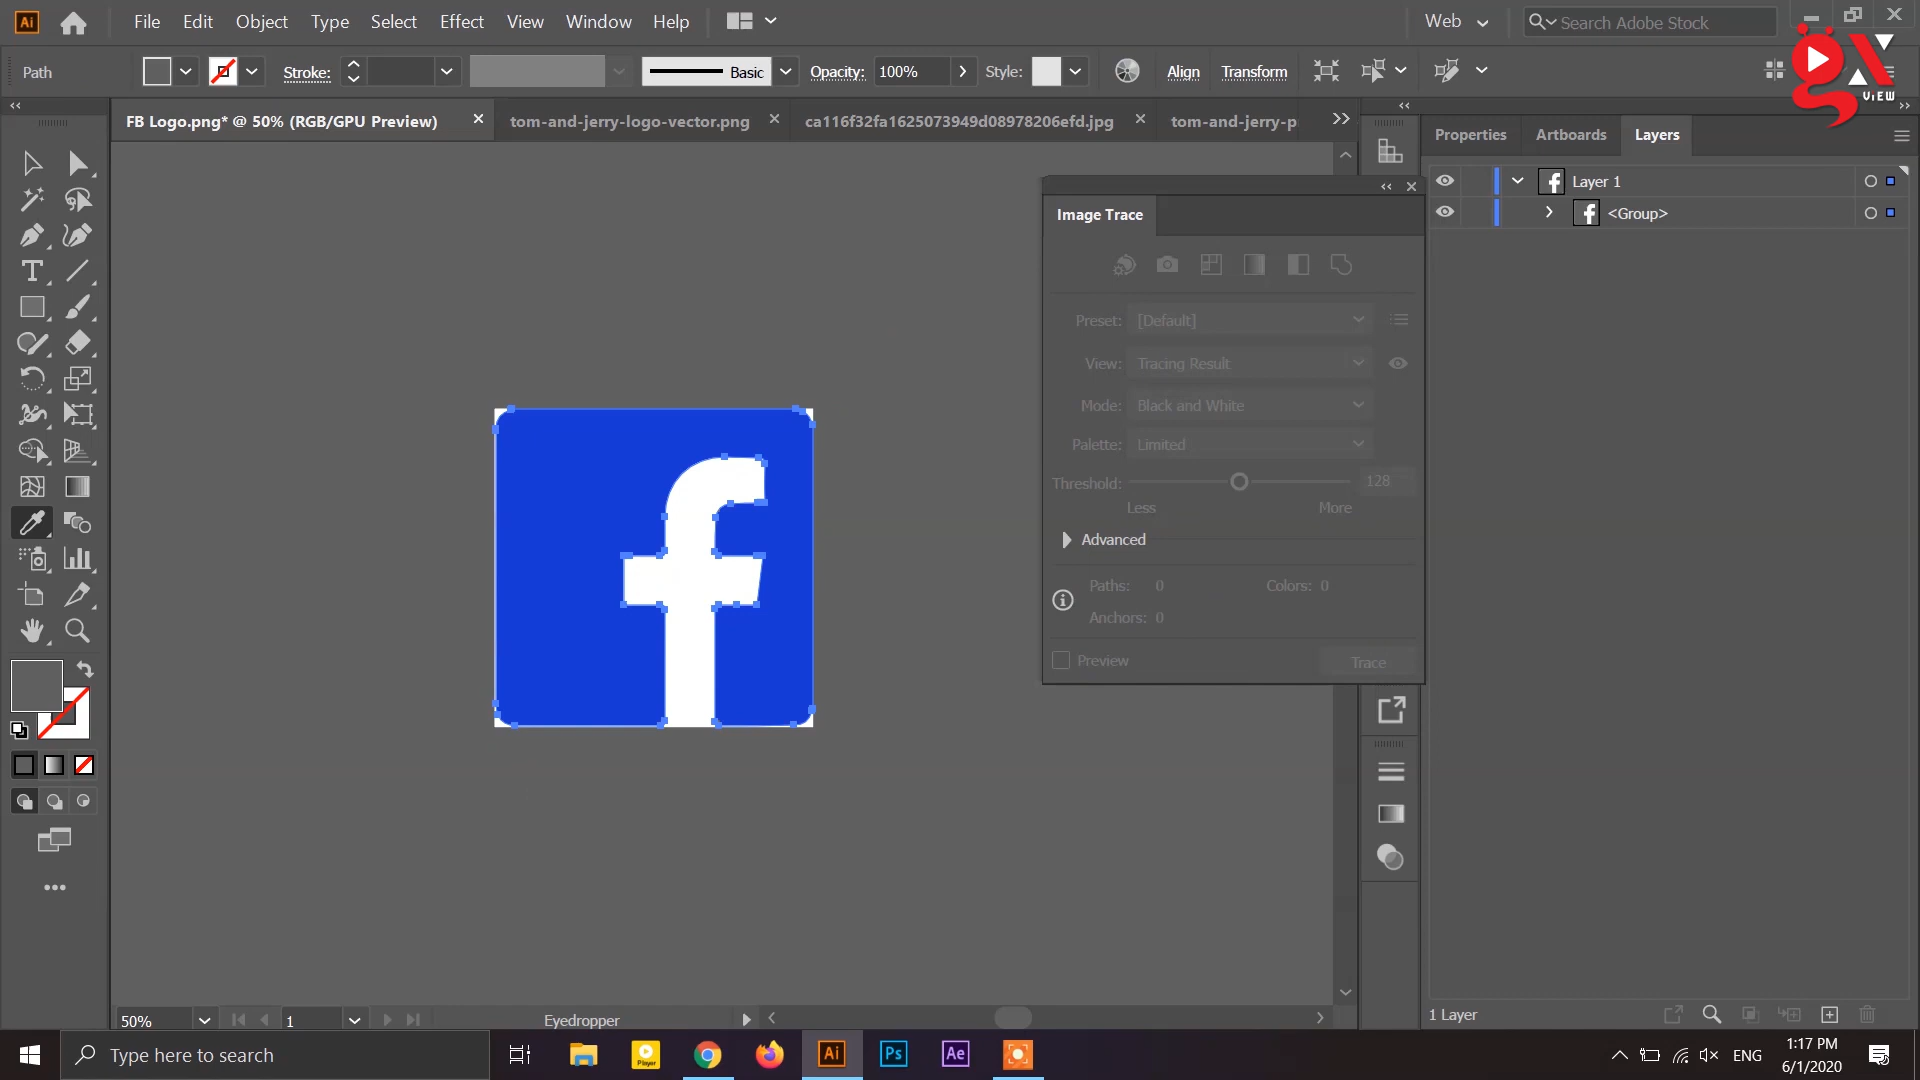 Ai File Edit Object Type Select Effect View Window Help Web Search Adobe Stock
Path Stroke: Basic Opacity: 100% Style: Align Transform
gX VIEW
FB Logo.png* @ 50% (RGB/GPU Preview) tom-and-jerry-logo-vector.png ca116f32fa1625073949d08978206efd.jpg tom-and-jerry-p
Properties Artboards Layers
Layer 1
<Group>
Image Trace
Preset: [Default]
View: Tracing Result
Mode: Black and White
Palette: Limited
Threshold: 128
Less More
Advanced
Paths: 0 Colors: 0
Anchors: 0
Preview Trace
f
50% 1 Eyedropper
1 Layer
Type here to search
Player
Ai Ps Ae
ENG
1:17 PM
6/1/2020